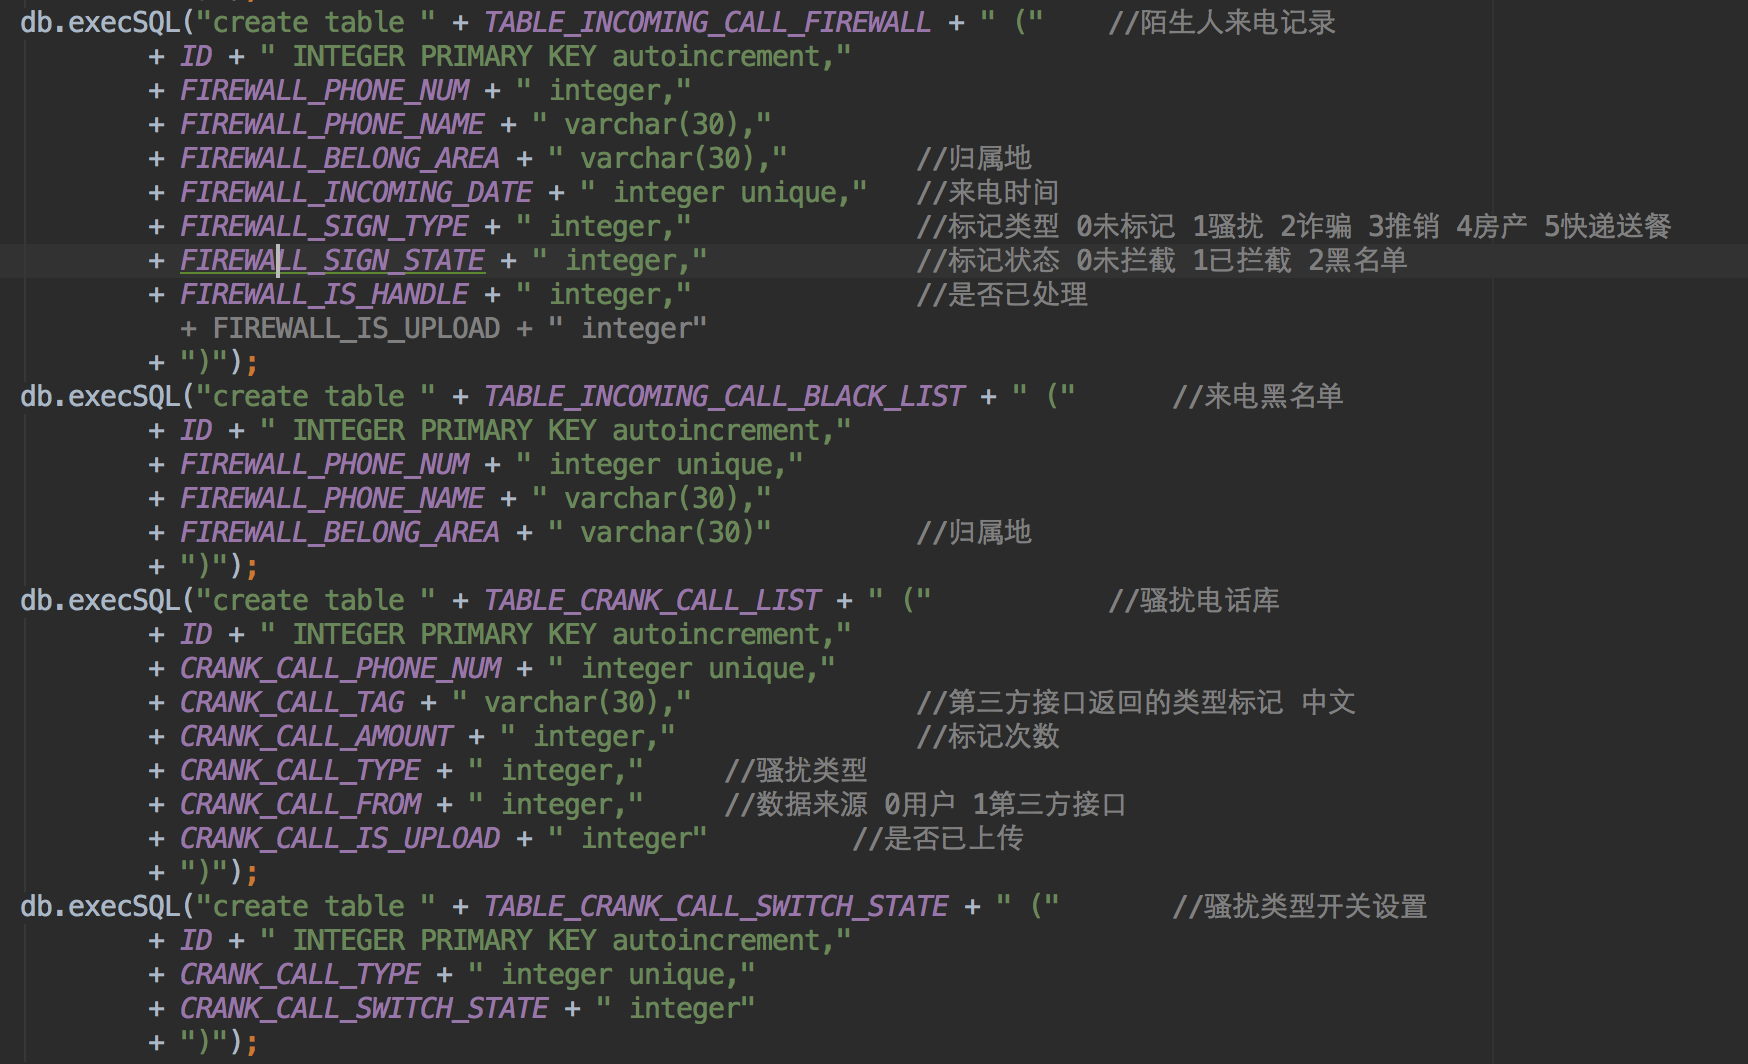 db.execSQL("create table " + TABLE_INCOMING_CALL_FIREWALL + " (" //陌生人来电记录
+ ID + " INTEGER PRIMARY KEY autoincrement,"
+ FIREWALL_PHONE_NUM + " integer,"
+ FIREWALL_PHONE_NAME + " varchar(30),"
+ FIREWALL_BELONG_AREA + " varchar(30)," //归属地
+ FIREWALL_INCOMING_DATE + " integer unique," //来电时间
+ FIREWALL_SIGN_TYPE + " integer," //标记类型 0未标记 1骚扰 2诈骗 3推销 4房产 5快递送餐
+ FIREWALL_SIGN_STATE + " integer," //标记状态 0未拦截 1已拦截 2黑名单
+ FIREWALL_IS_HANDLE + " integer," //是否已处理
+ FIREWALL_IS_UPLOAD + " integer"
+ ")");
db.execSQL("create table " + TABLE_INCOMING_CALL_BLACK_LIST + " (" //来电黑名单
+ ID + " INTEGER PRIMARY KEY autoincrement,"
+ FIREWALL_PHONE_NUM + " integer unique,"
+ FIREWALL_PHONE_NAME + " varchar(30),"
+ FIREWALL_BELONG_AREA + " varchar(30)" //归属地
+ ")");
db.execSQL("create table " + TABLE_CRANK_CALL_LIST + " (" //骚扰电话库
+ ID + " INTEGER PRIMARY KEY autoincrement,"
+ CRANK_CALL_PHONE_NUM + " integer unique,"
+ CRANK_CALL_TAG + " varchar(30)," //第三方接口返回的类型标记 中文
+ CRANK_CALL_AMOUNT + " integer," //标记次数
+ CRANK_CALL_TYPE + " integer," //骚扰类型
+ CRANK_CALL_FROM + " integer," //数据来源 0用户 1第三方接口
+ CRANK_CALL_IS_UPLOAD + " integer" //是否已上传
+ ")");
db.execSQL("create table " + TABLE_CRANK_CALL_SWITCH_STATE + " (" //骚扰类型开关设置
+ ID + " INTEGER PRIMARY KEY autoincrement,"
+ CRANK_CALL_TYPE + " integer unique,"
+ CRANK_CALL_SWITCH_STATE + " integer"
+ ")");